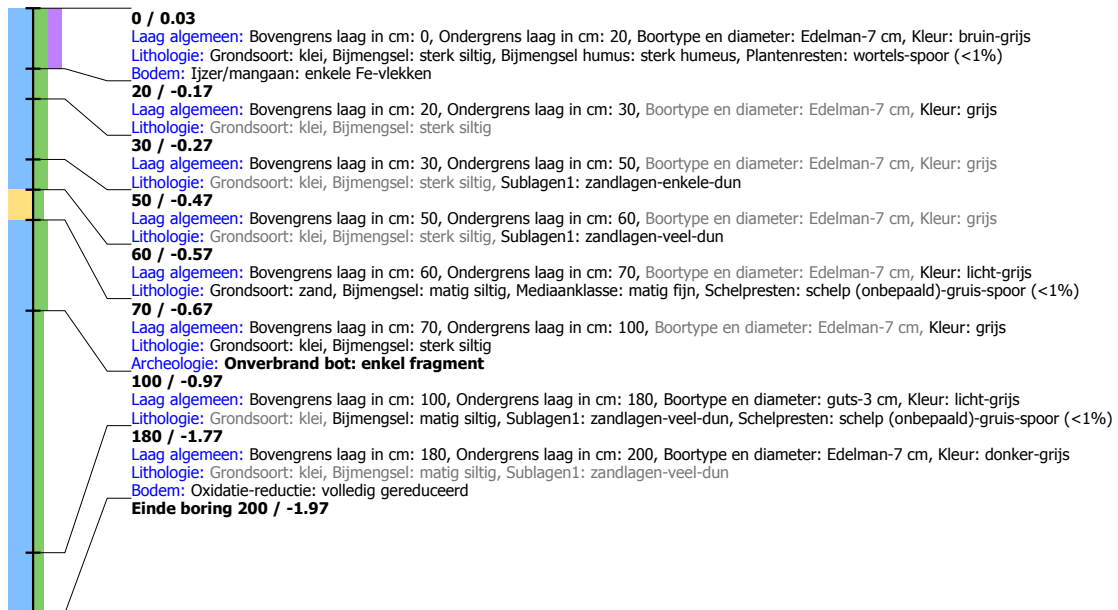 0 / 0.03
Laag algemeen: Bovengrens laag in cm: 0, Ondergrens laag in cm: 20, Boortype en diameter: Edelman-7 cm, Kleur: bruin-grijs
Lithologie: Grondsoort: klei, Bijmengsel: sterk siltig, Bijmengsel humus: sterk humeus, Plantenresten: wortels-spoor (<1%)
Bodem: Ijzer/mangaan: enkele Fe-vlekken
20 / -0.17
Laag algemeen: Bovengrens laag in cm: 20, Ondergrens laag in cm: 30, Boortype en diameter: Edelman-7 cm, Kleur: grijs
Lithologie: Grondsoort: klei, Bijmengsel: sterk siltig
30 / -0.27
Laag algemeen: Bovengrens laag in cm: 30, Ondergrens laag in cm: 50, Boortype en diameter: Edelman-7 cm, Kleur: grijs
Lithologie: Grondsoort: klei, Bijmengsel: sterk siltig, Sublagen1: zandlagen-enkele-dun
50 / -0.47
Laag algemeen: Bovengrens laag in cm: 50, Ondergrens laag in cm: 60, Boortype en diameter: Edelman-7 cm, Kleur: grijs
Lithologie: Grondsoort: klei, Bijmengsel: sterk siltig, Sublagen1: zandlagen-veel-dun
60 / -0.57
Laag algemeen: Bovengrens laag in cm: 60, Ondergrens laag in cm: 70, Boortype en diameter: Edelman-7 cm, Kleur: licht-grijs
Lithologie: Grondsoort: zand, Bijmengsel: matig siltig, Mediaanklasse: matig fijn, Schelpresten: schelp (onbepaald)-gruis-spoor (<1%)
70 / -0.67
Laag algemeen: Bovengrens laag in cm: 70, Ondergrens laag in cm: 100, Boortype en diameter: Edelman-7 cm, Kleur: grijs
Lithologie: Grondsoort: klei, Bijmengsel: sterk siltig
Archeologie: Onverbrand bot: enkel fragment
100 / -0.97
Laag algemeen: Bovengrens laag in cm: 100, Ondergrens laag in cm: 180, Boortype en diameter: guts-3 cm, Kleur: licht-grijs
Lithologie: Grondsoort: klei, Bijmengsel: matig siltig, Sublagen1: zandlagen-veel-dun, Schelpresten: schelp (onbepaald)-gruis-spoor (<1%)
180 / -1.77
Laag algemeen: Bovengrens laag in cm: 180, Ondergrens laag in cm: 200, Boortype en diameter: Edelman-7 cm, Kleur: donker-grijs
Lithologie: Grondsoort: klei, Bijmengsel: matig siltig, Sublagen1: zandlagen-veel-dun
Bodem: Oxidatie-reductie: volledig gereduceerd
Einde boring 200 / -1.97